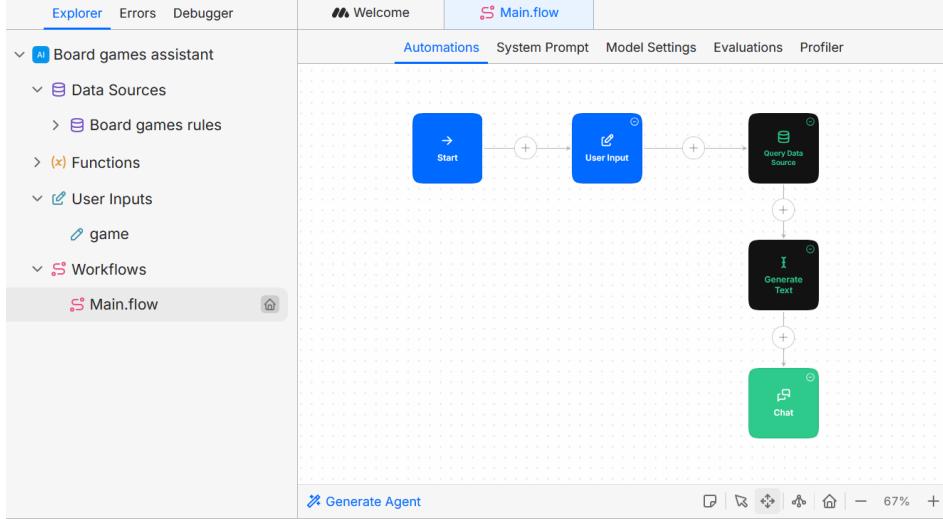 Explorer Errors Debugger
Welcome
Main.flow
AI Board games assistant
Data Sources
Board games rules
(x) Functions
User Inputs
game
Workflows
Main.flow
Automations System Prompt Model Settings Evaluations Profiler
Start
User Input
Query Data
Source
Generate
Text
Chat
Generate Agent
67%